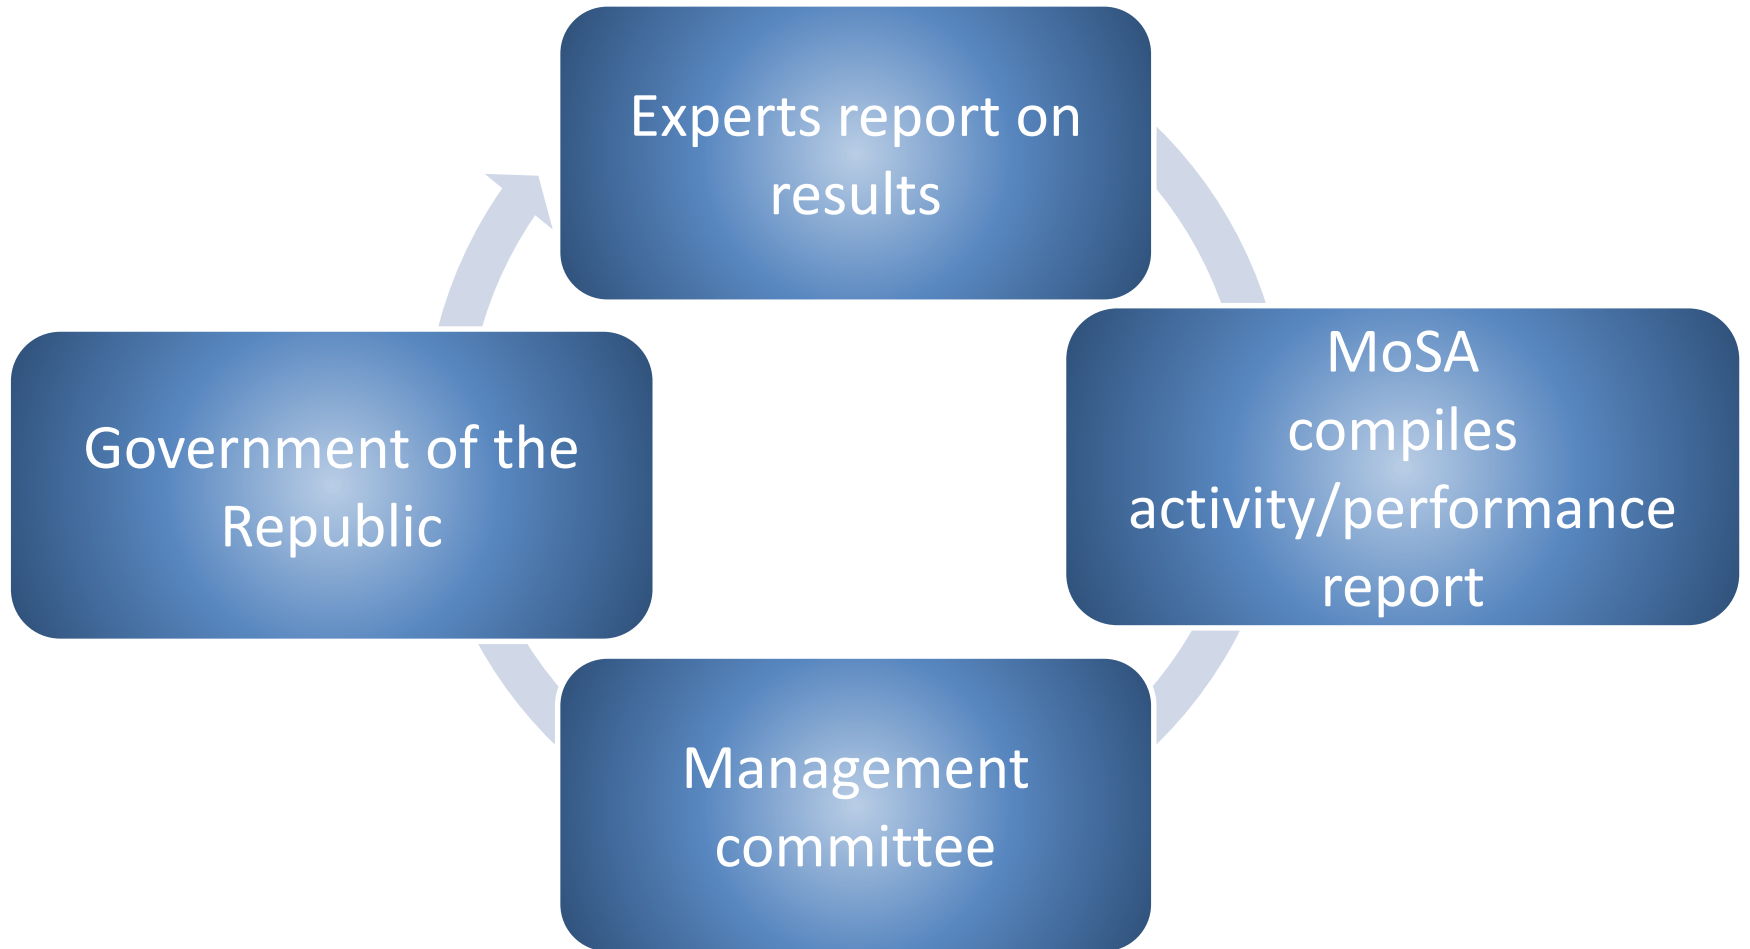 Experts report on
results
MoSA
compiles
activity/performance
report
Management
committee
Government of the
Republic